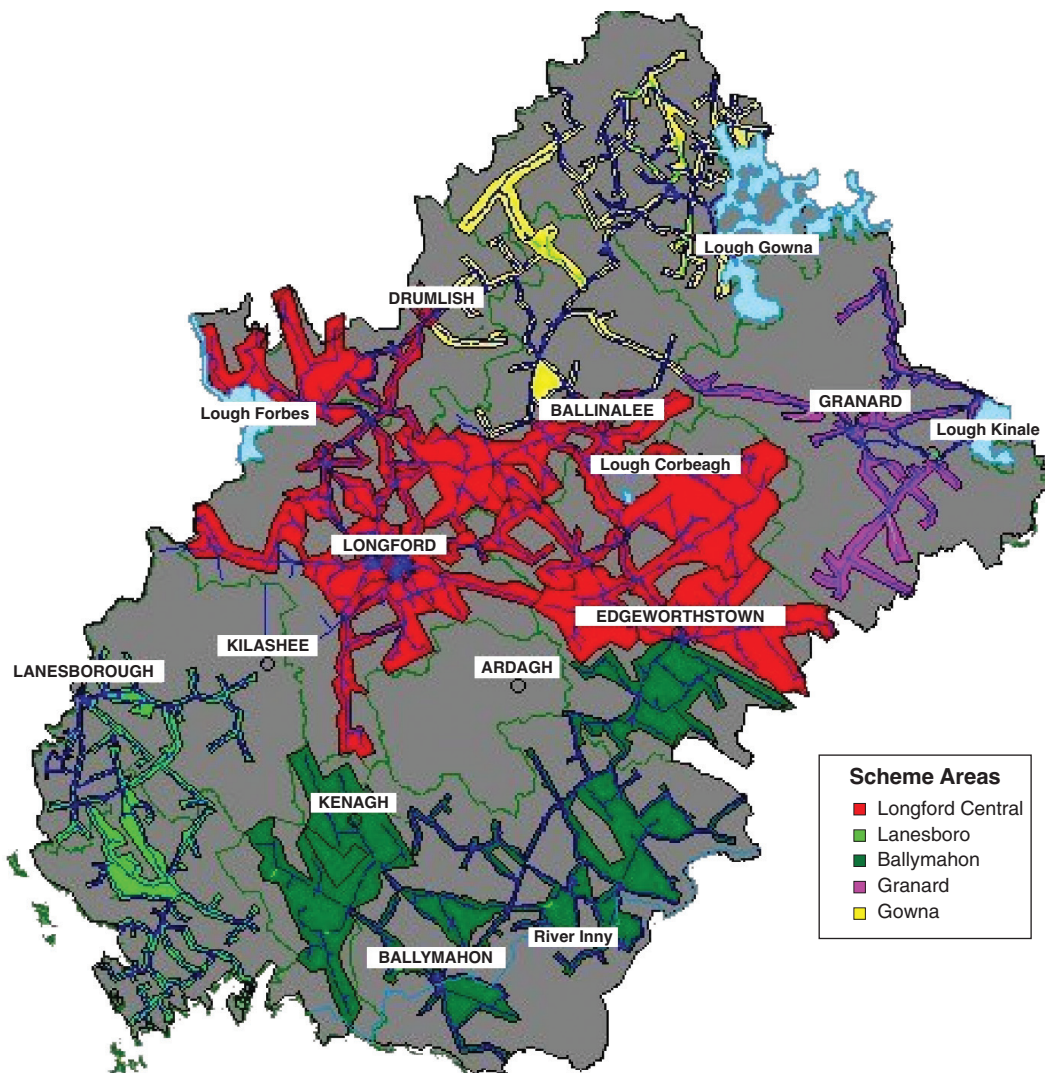 Lough Gowna
DRUMLISH
GRANARD
Lough Forbes
BALLINALEE
Lough Kinale
Lough Corbeagh
LONGFORD
EDGEWORTHSTOWN
KILASHEE
ARDAGH
LANESBOROUGH
KENAGH
River Inny
BALLYMAHON
Scheme Areas
Longford Central
Lanesboro
Ballymahon
Granard
Gowna